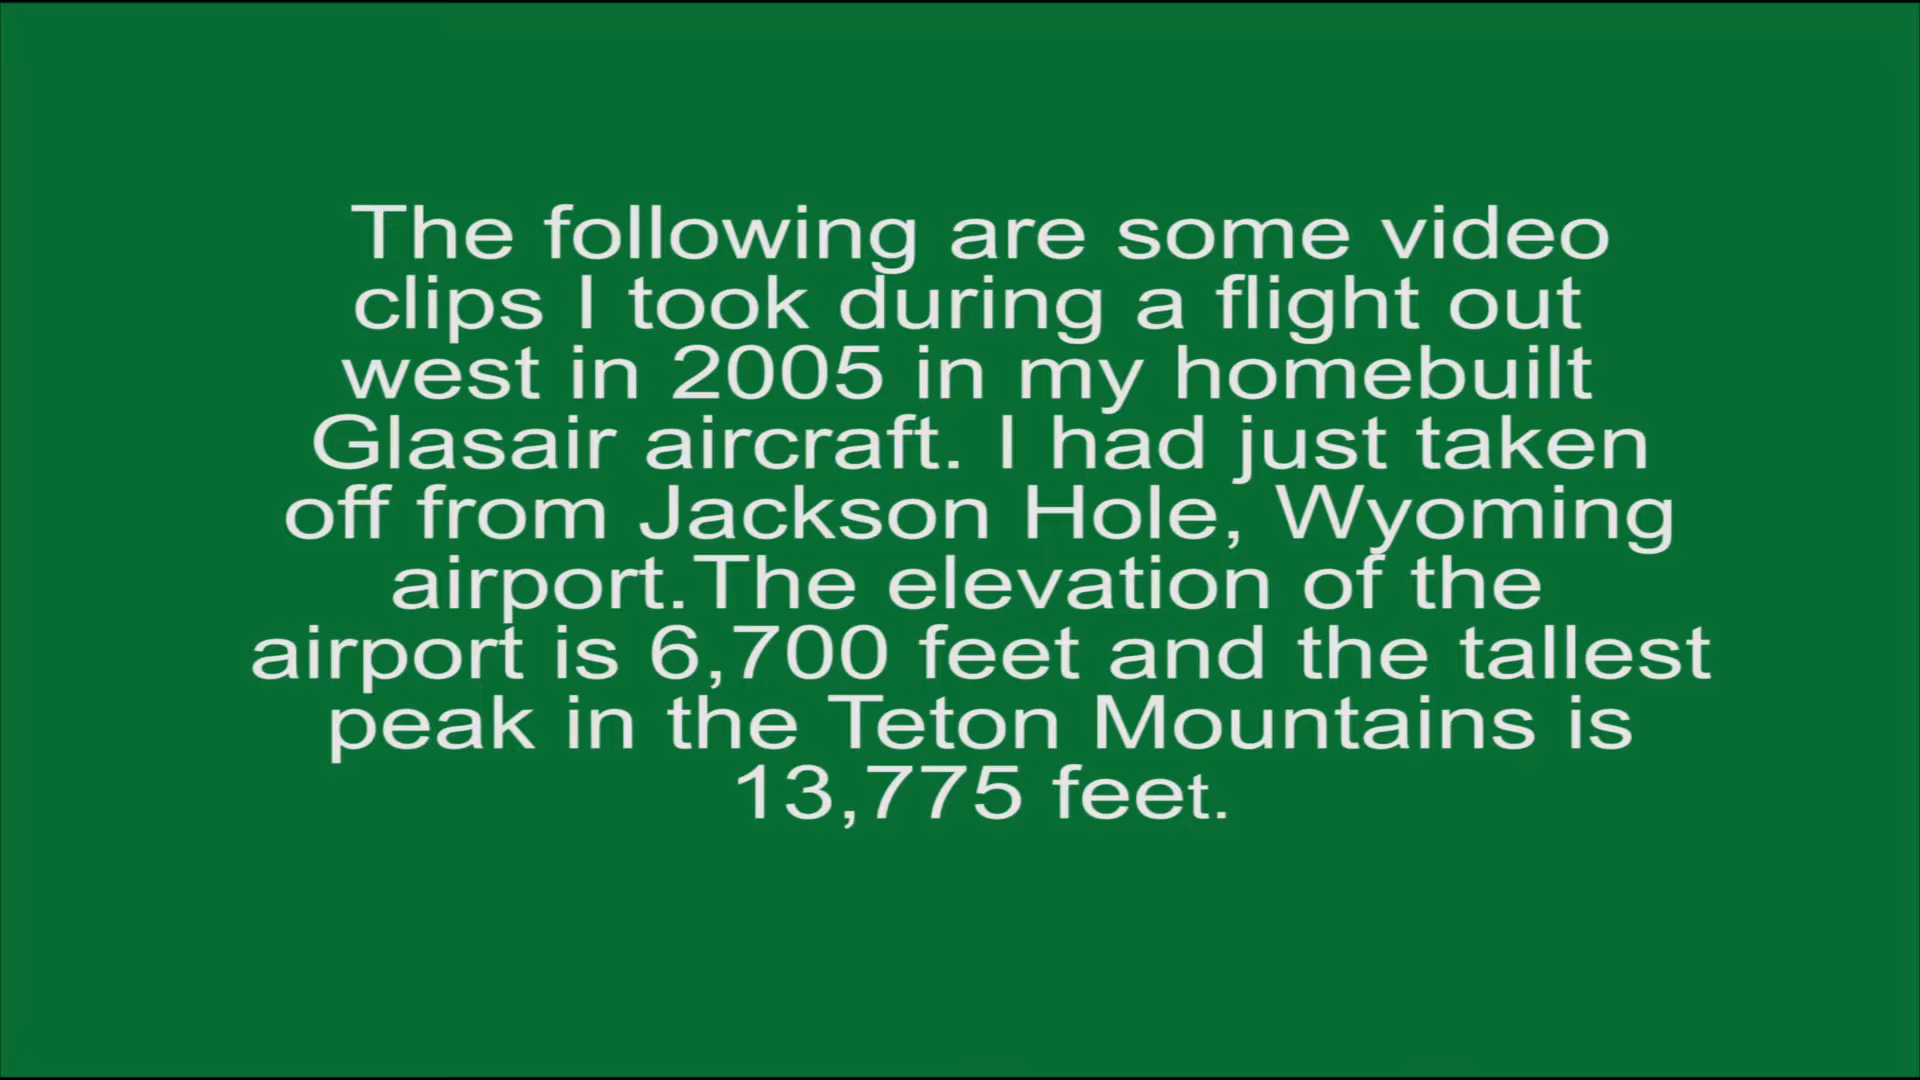 The following are some video
clips I took during a flight out
west in 2005 in my homebuilt
Glasair aircraft. I had just taken
off from Jackson Hole, Wyoming
airport.The elevation of the
airport is 6,700 feet and the tallest
peak in the Teton Mountains is
13,775 feet.